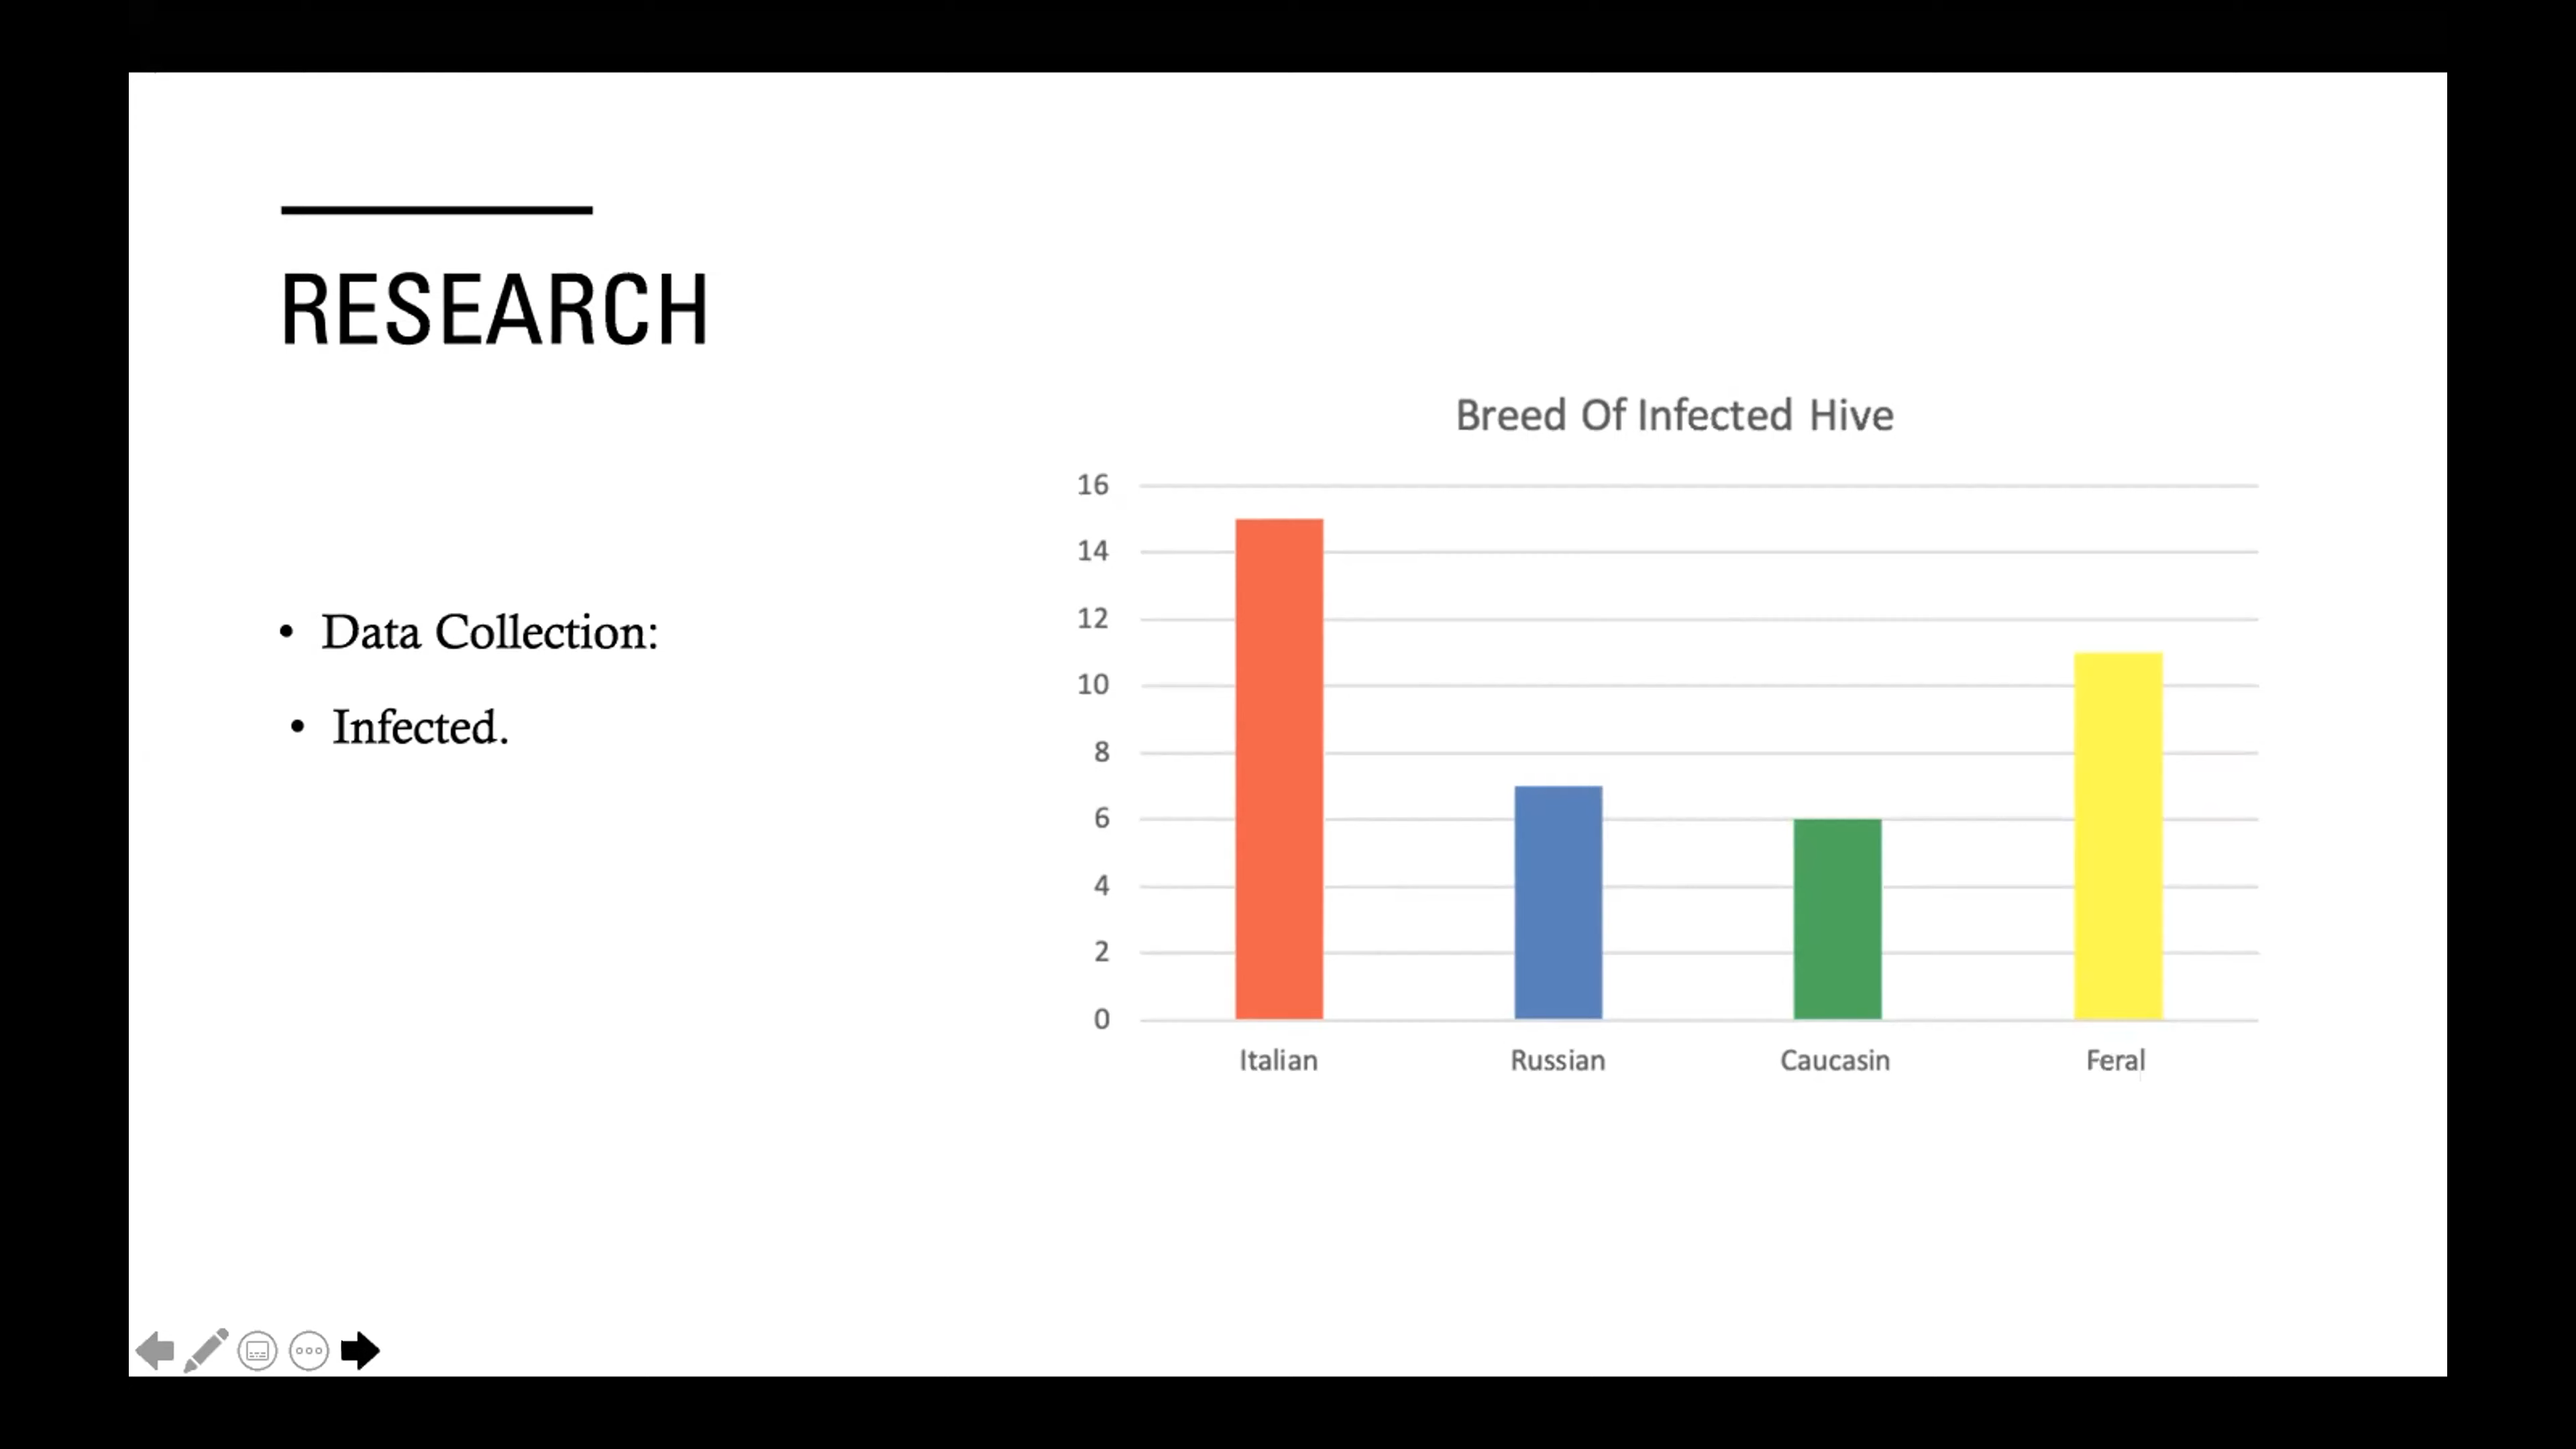 RESEARCH
• Data Collection:
• Infected.
Breed Of Infected Hive
16
14
12
10
8
6
4
2
0
Italian
Russian
Caucasin
Feral